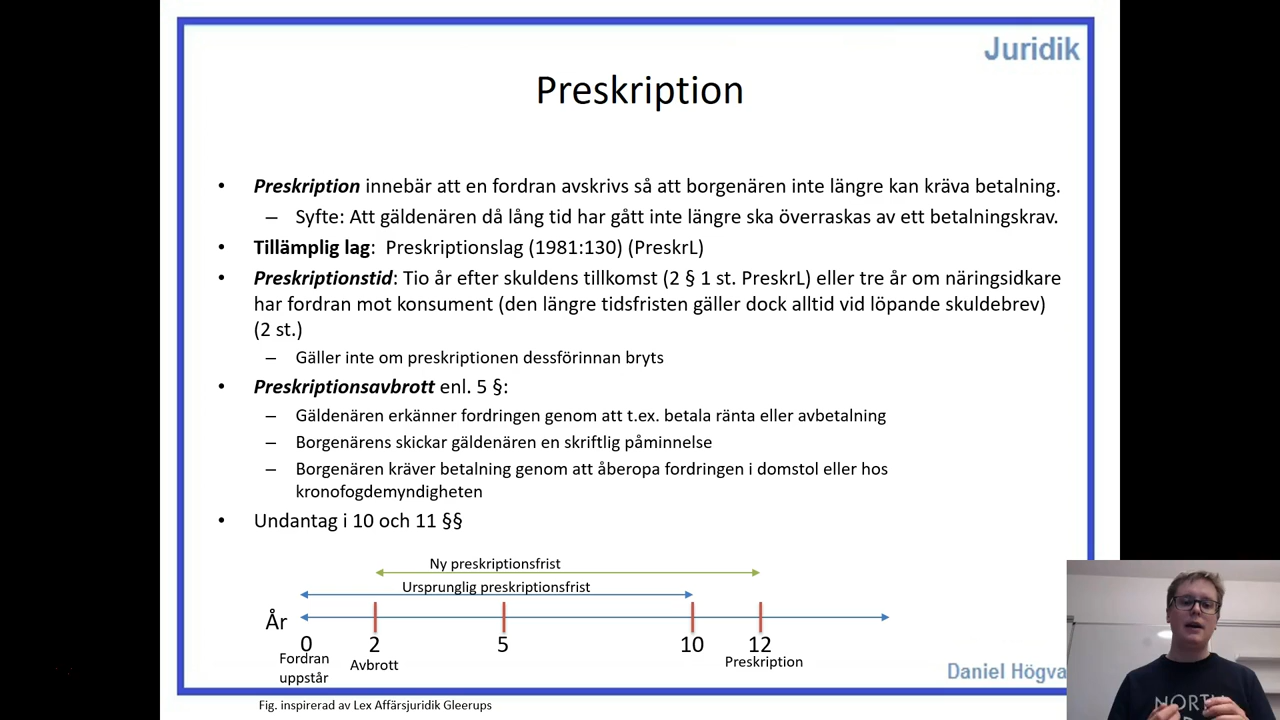 Juridik
Preskription
• Preskription innebär att en fordran avskrivs så att borgenären inte längre kan kräva betalning.
– Syfte: Att gäldenären då lång tid har gått inte längre ska överraskas av ett betalningskrav.
• Tillämplig lag: Preskriptionslag (1981:130) (PreskrL)
• Preskriptionstid: Tio år efter skuldens tillkomst (2 § 1 st. PreskrL) eller tre år om näringsidkare
har fordran mot konsument (den längre tidsfristen gäller dock alltid vid löpande skuldebrev)
(2 st.)
– Gäller inte om preskriptionen dessförinnan bryts
• Preskriptionsavbrott enl. 5 §:
– Gäldenären erkänner fordringen genom att t.ex. betala ränta eller avbetalning
– Borgenärens skickar gäldenären en skriftlig påminnelse
– Borgenären kräver betalning genom att åberopa fordringen i domstol eller hos
kronofogdemyndigheten
• Undantag i 10 och 11 §§
Ny preskriptionsfrist
Ursprunglig preskriptionsfrist
År
0 2 5 10 12
Fordran
uppstår
Avbrott
Preskription
Daniel Högva
Fig. inspirerad av Lex Affärsjuridik Gleerups